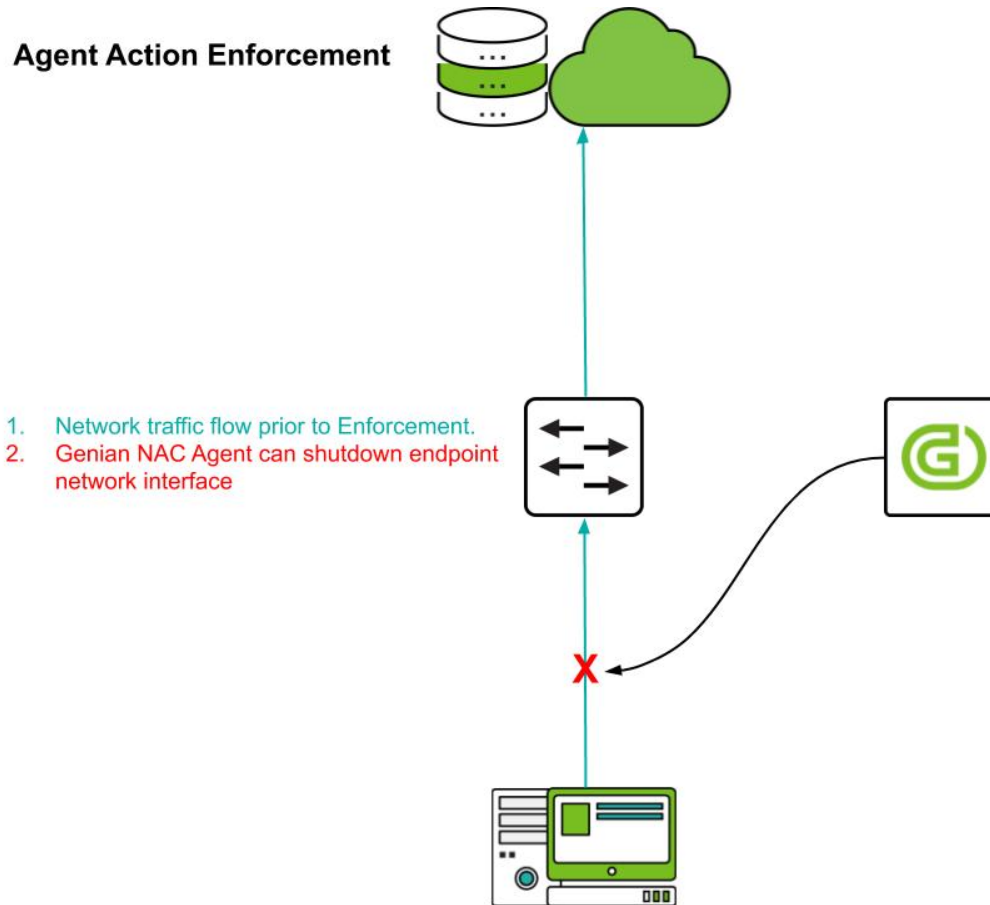 Agent Action Enforcement
1. Network traffic flow prior to Enforcement.
2. Genian NAC Agent can shutdown endpoint
network interface
X
G